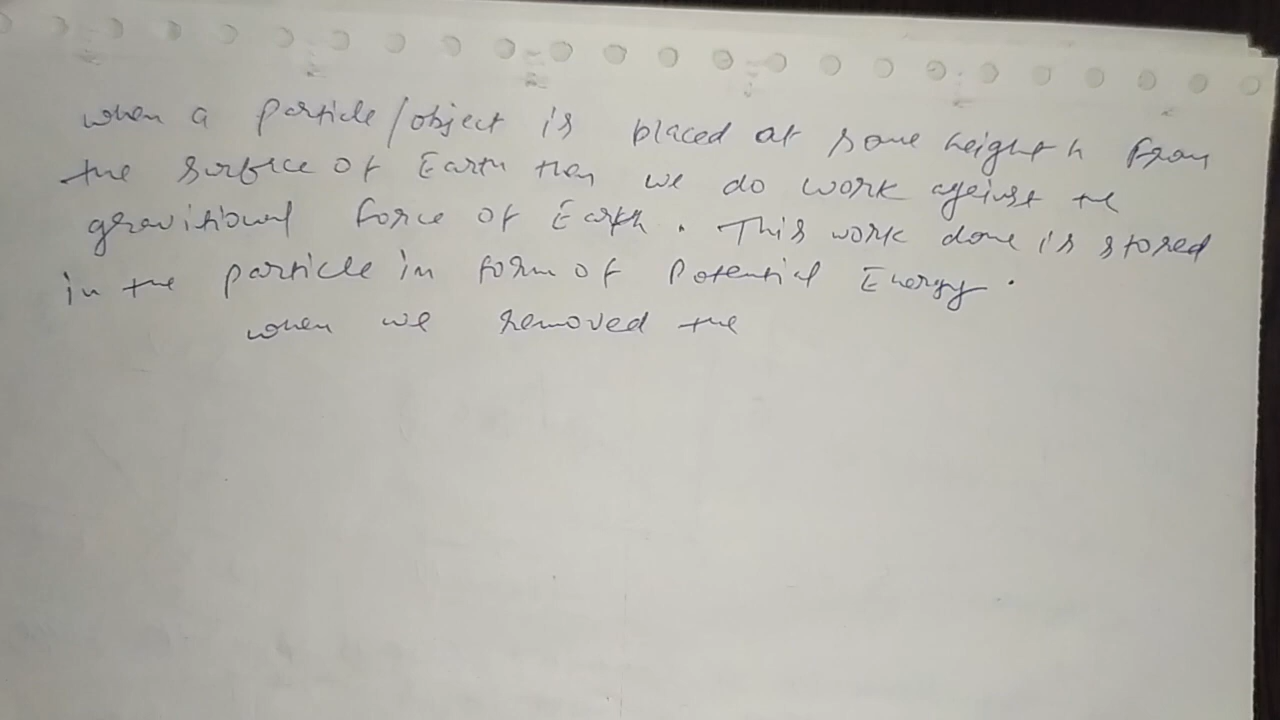 when a particle/object is placed at some height h from
the surface of Earth then we do work against the
gravitional force of Earth. This work done is stored
in the particle in form of Potential Energy.
when we removed the